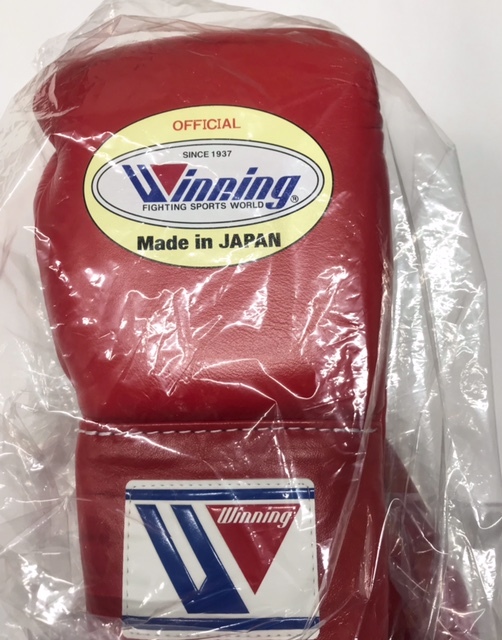 OFFICIAL
SINCE 1937
Winning®
FIGHTING SPORTS WORLD
Made in JAPAN
Winning